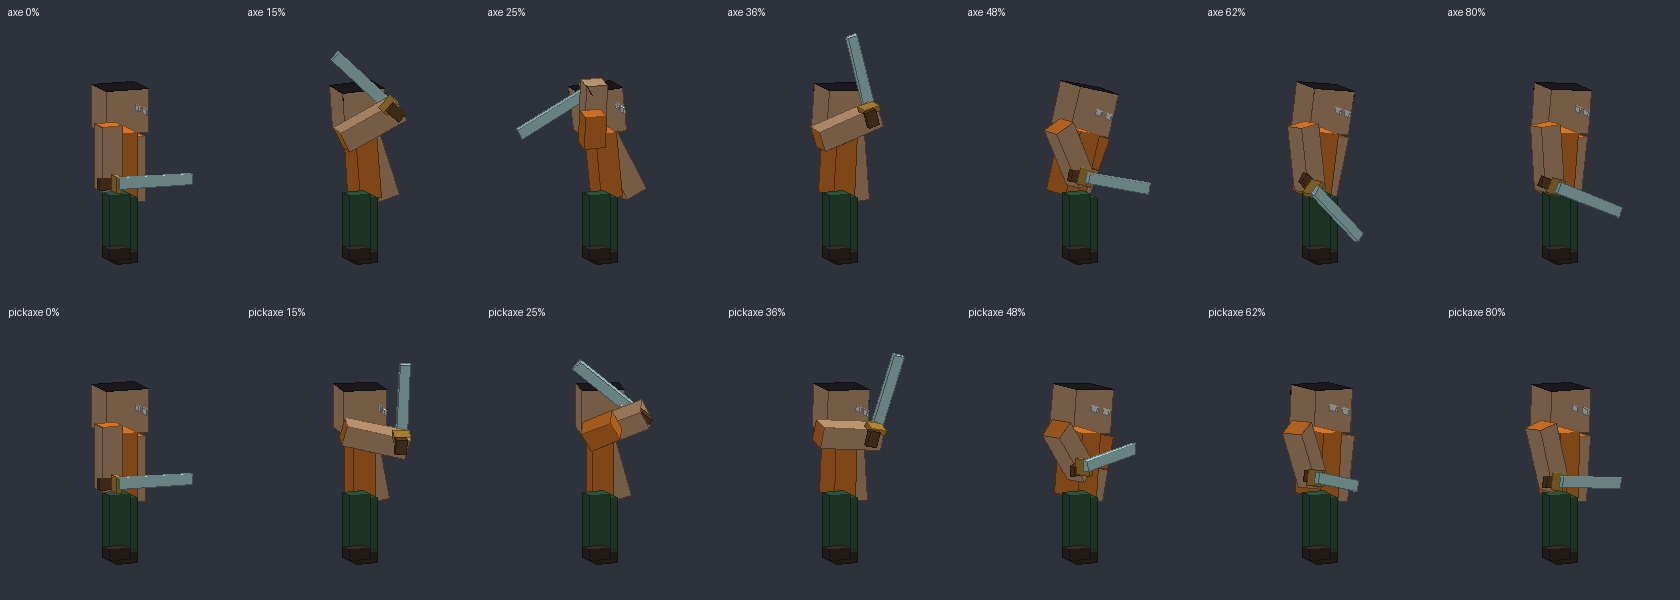 axe 0%
axe 15%
axe 25%
axe 36%
axe 48%
axe 62%
axe 80%
pickaxe 0%
pickaxe 15%
pickaxe 25%
pickaxe 36%
pickaxe 48%
pickaxe 62%
pickaxe 80%